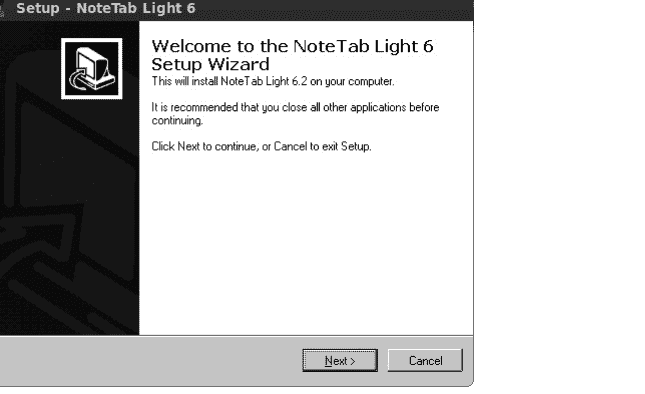 Setup - NoteTab Light 6
Welcome to the NoteTab Light 6
Setup Wizard
This will install NoteTab Light 6.2 on your computer.
It is recommended that you close all other applications before
continuing.
Click Next to continue, or Cancel to exit Setup.
Next >
Cancel